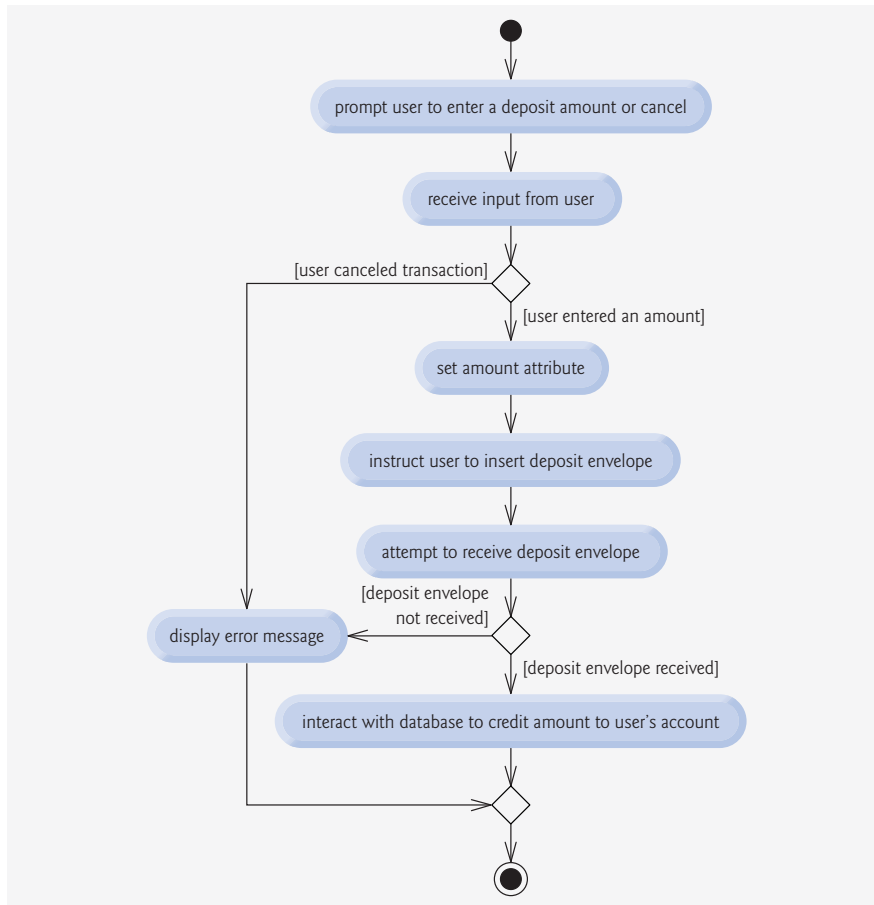 prompt user to enter a deposit amount or cancel
receive input from user
[user canceled transaction]
[user entered an amount]
set amount attribute
instruct user to insert deposit envelope
attempt to receive deposit envelope
[deposit envelope
not received]
display error message
[deposit envelope received]
interact with database to credit amount to user’s account